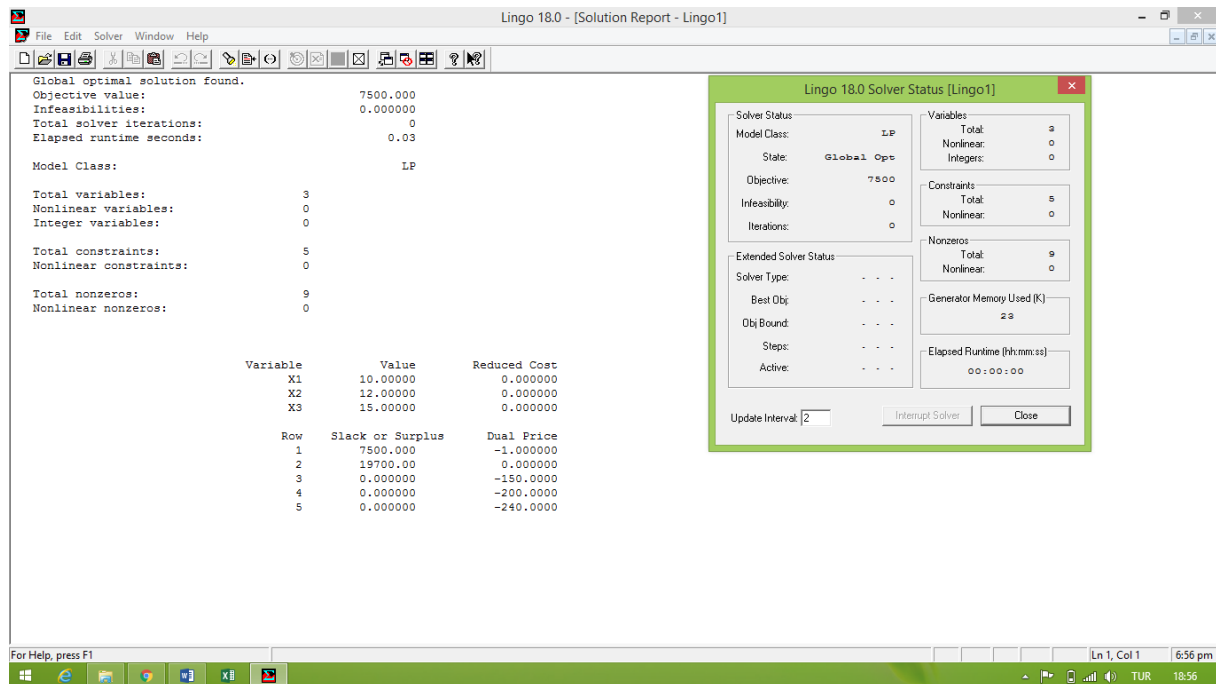 Lingo 18.0 - [Solution Report - Lingo1]
File Edit Solver Window Help
Global optimal solution found.
Objective value: 7500.000
Infeasibilities: 0.000000
Total solver iterations: 0
Elapsed runtime seconds: 0.03
Model Class: LP
Total variables: 3
Nonlinear variables: 0
Integer variables: 0
Total constraints: 5
Nonlinear constraints: 0
Total nonzeros: 9
Nonlinear nonzeros: 0
Variable Value Reduced Cost
X1 10.00000 0.000000
X2 12.00000 0.000000
X3 15.00000 0.000000
Row Slack or Surplus Dual Price
1 7500.000 -1.000000
2 19700.00 0.000000
3 0.000000 -150.0000
4 0.000000 -200.0000
5 0.000000 -240.0000
Lingo 18.0 Solver Status [Lingo1]
Solver Status
Model Class: LP
State: Global Opt
Objective: 7500
Infeasibility: 0
Iterations: 0
Extended Solver Status
Solver Type: - - -
Best Obj: - - -
Obj Bound: - - -
Steps: - - -
Active: - - -
Variables
Total: 3
Nonlinear: 0
Integers: 0
Constraints
Total: 5
Nonlinear: 0
Nonzeros
Total: 9
Nonlinear: 0
Generator Memory Used (K)
23
Elapsed Runtime (hh:mm:ss)
00:00:00
Update Interval: 2
Interrupt Solver
Close
For Help, press F1
Ln 1, Col 1
6:56 pm
TUR
18:56